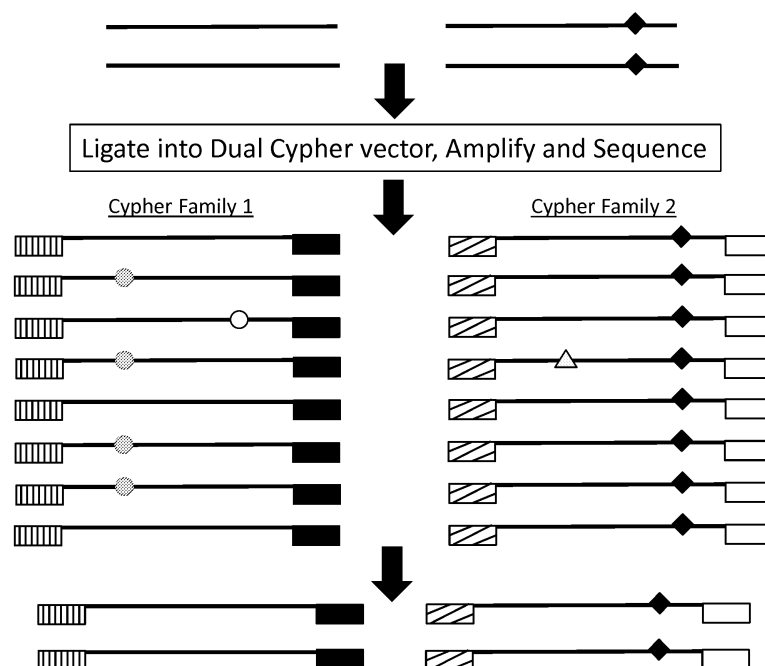 Ligate into Dual Cypher vector, Amplify and Sequence
Cypher Family 1
Cypher Family 2